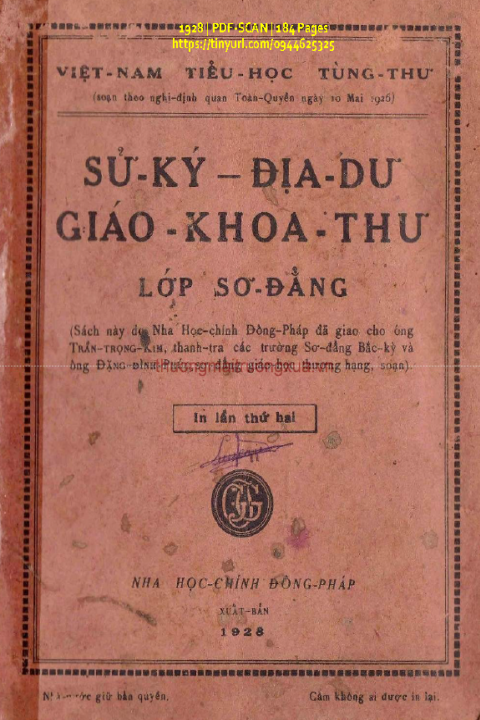 1928 | PDF-SCAN | 184 Pages
https://tinyurl.com/0944625325
VIỆT-NAM TIỂU-HỌC TÙNG-THƯ
(soạn theo nghị-định quan Toàn-Quyền ngày 10 Mai 1926)
SỬ-KÝ – ĐỊA-DƯ
GIÁO-KHOA-THƯ
LỚP SƠ-ĐẲNG
(Sách này do Nha Học-chính Đông-Pháp đã giao cho ông
TRẦN-TRỌNG-KIM, thanh-tra các trường Sơ-đẳng Bắc-kỳ và
ông ĐẶNG-ĐÌNH-PHÚC, sơ-đẳng giáo-học thượng hạng, soạn)
In lần thứ hai
NHA HỌC-CHÍNH ĐÔNG-PHÁP
XUẤT-BẢN
1928
Nhà-nước giữ bản quyền.
Cấm không ai được in lại.